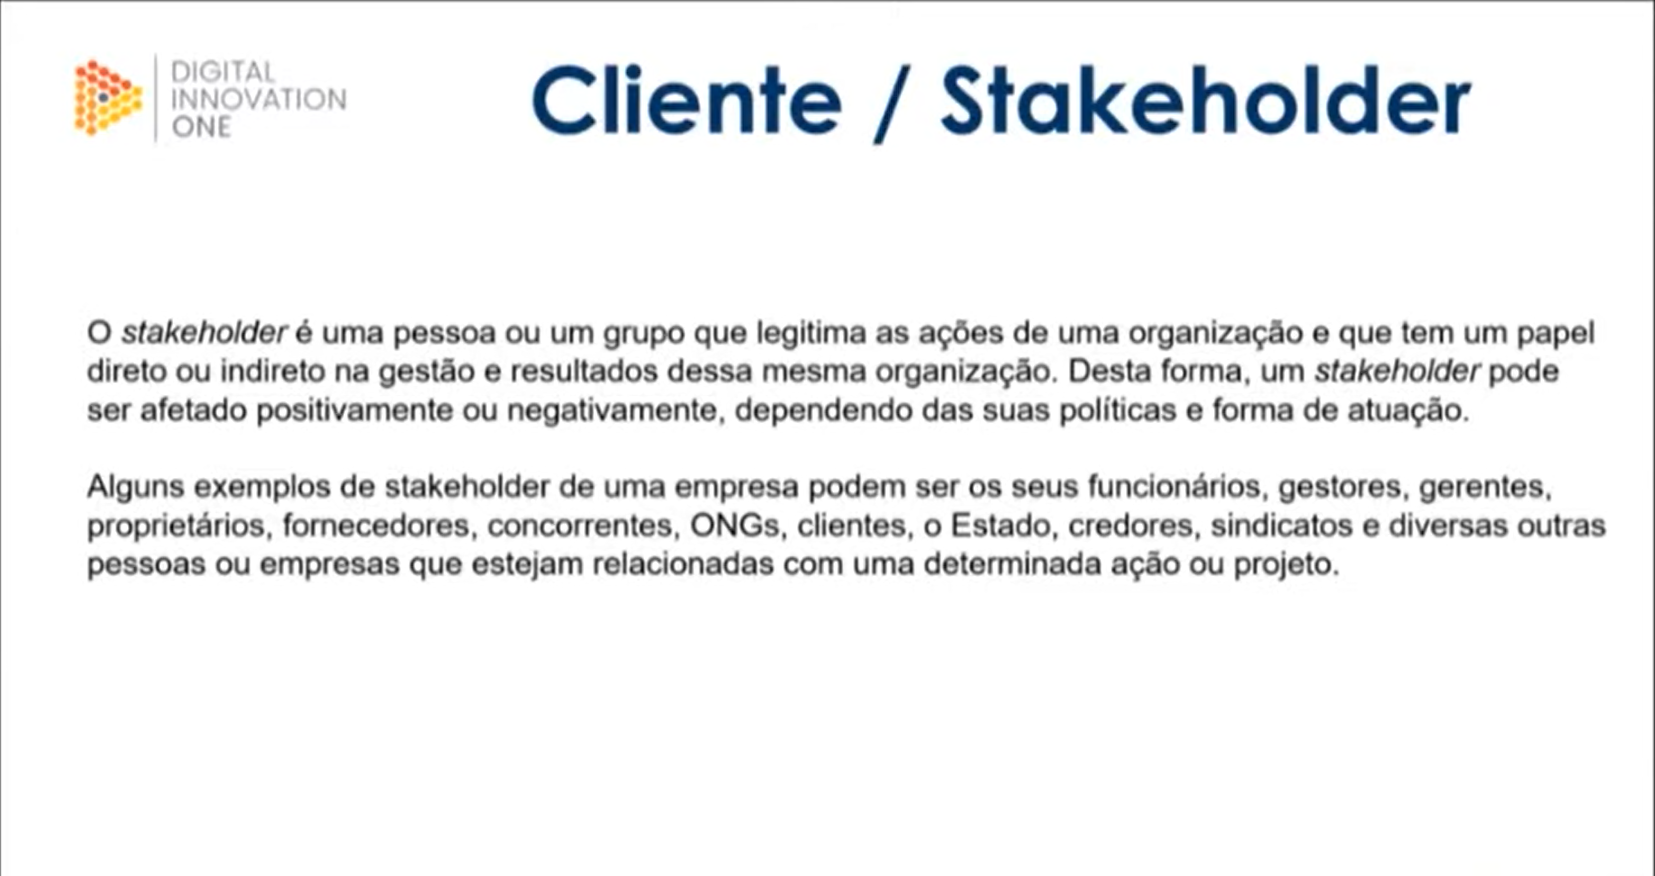 DIGITAL
INNOVATION
ONE
Cliente / Stakeholder
O stakeholder é uma pessoa ou um grupo que legitima as ações de uma organização e que tem um papel
direto ou indireto na gestão e resultados dessa mesma organização. Desta forma, um stakeholder pode
ser afetado positivamente ou negativamente, dependendo das suas políticas e forma de atuação.
Alguns exemplos de stakeholder de uma empresa podem ser os seus funcionários, gestores, gerentes,
proprietários, fornecedores, concorrentes, ONGs, clientes, o Estado, credores, sindicatos e diversas outras
pessoas ou empresas que estejam relacionadas com uma determinada ação ou projeto.